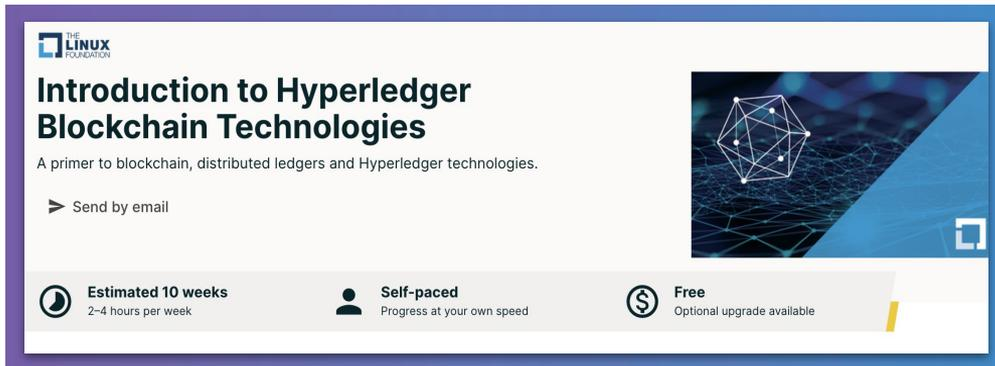 THE
LINUX
FOUNDATION
Introduction to Hyperledger
Blockchain Technologies
A primer to blockchain, distributed ledgers and Hyperledger technologies.
Send by email
Estimated 10 weeks
2–4 hours per week
Self-paced
Progress at your own speed
Free
Optional upgrade available